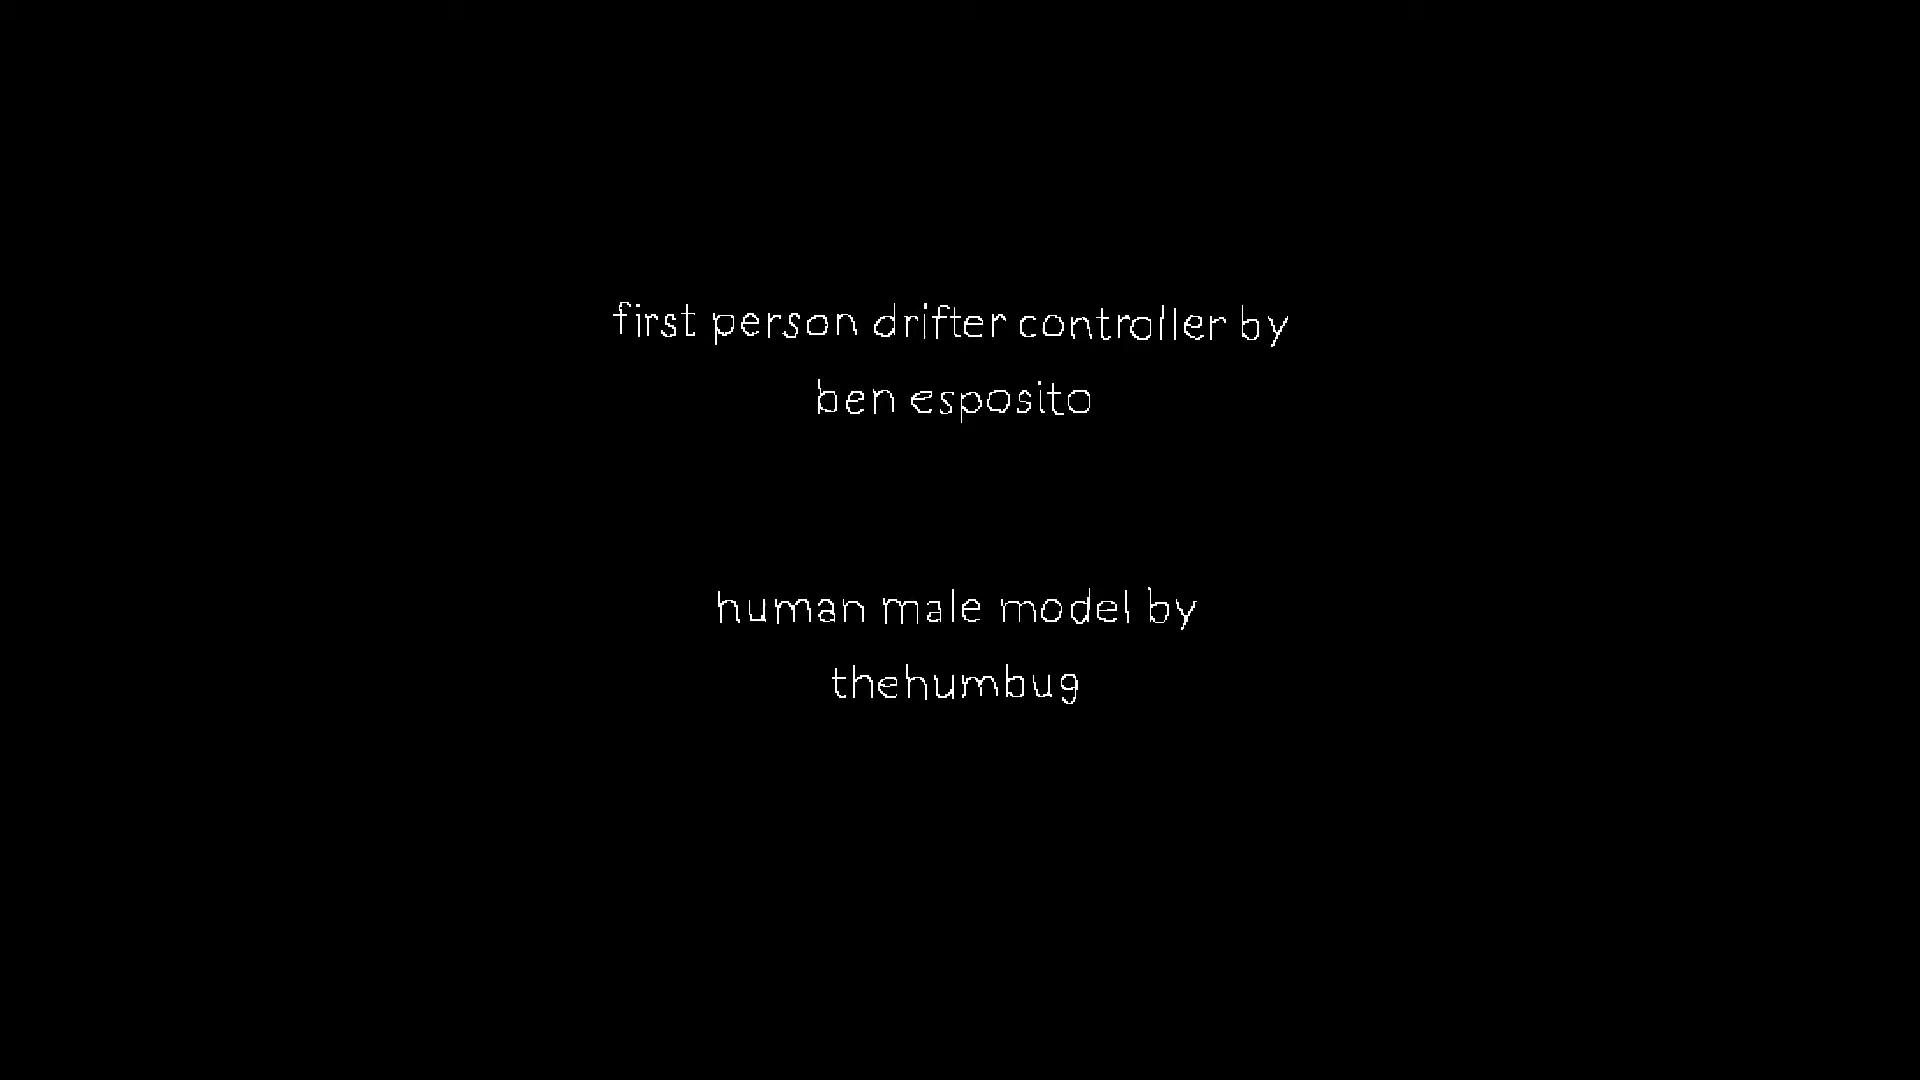 first person drifter controller by
ben esposito
human male model by
thehumbug